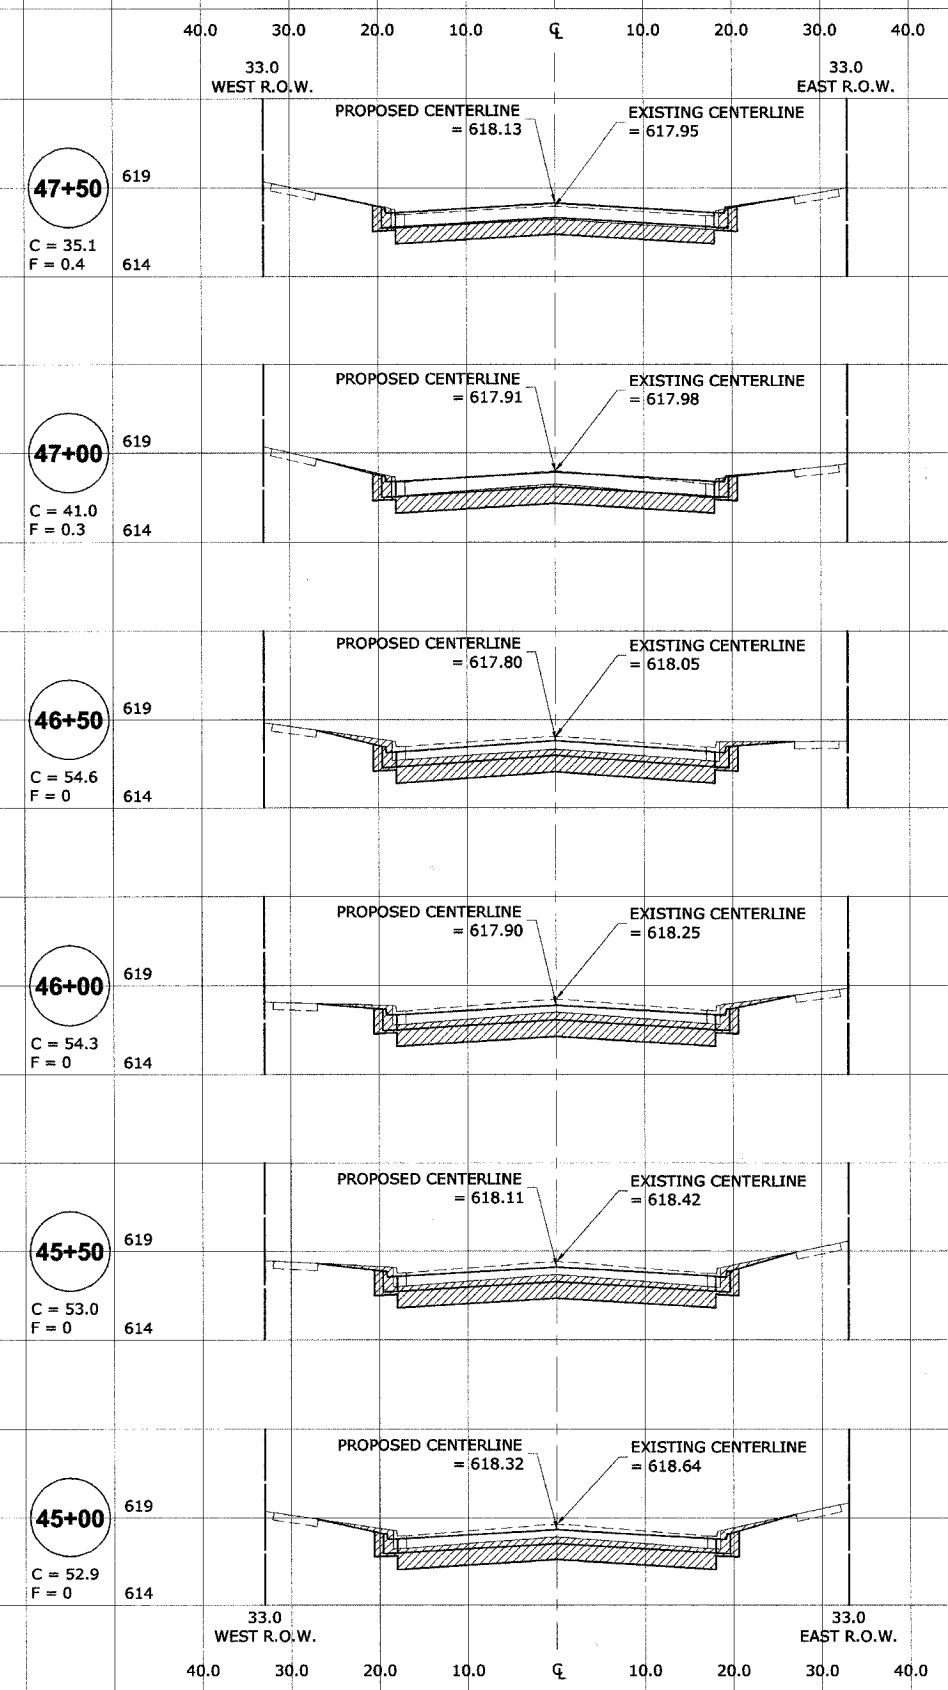 40.0 30.0 20.0 10.0 ℄ 10.0 20.0 30.0 40.0
33.0
WEST R.O.W.
33.0
EAST R.O.W.
PROPOSED CENTERLINE
= 618.13
EXISTING CENTERLINE
= 617.95
47+50
619
C = 35.1
F = 0.4
614
PROPOSED CENTERLINE
= 617.91
EXISTING CENTERLINE
= 617.98
47+00
619
C = 41.0
F = 0.3
614
PROPOSED CENTERLINE
= 617.80
EXISTING CENTERLINE
= 618.05
46+50
619
C = 54.6
F = 0
614
PROPOSED CENTERLINE
= 617.90
EXISTING CENTERLINE
= 618.25
46+00
619
C = 54.3
F = 0
614
PROPOSED CENTERLINE
= 618.11
EXISTING CENTERLINE
= 618.42
45+50
619
C = 53.0
F = 0
614
PROPOSED CENTERLINE
= 618.32
EXISTING CENTERLINE
= 618.64
45+00
619
C = 52.9
F = 0
614
33.0
WEST R.O.W.
33.0
EAST R.O.W.
40.0 20.0 10.0 ℄ 10.0 20.0 30.0 40.0